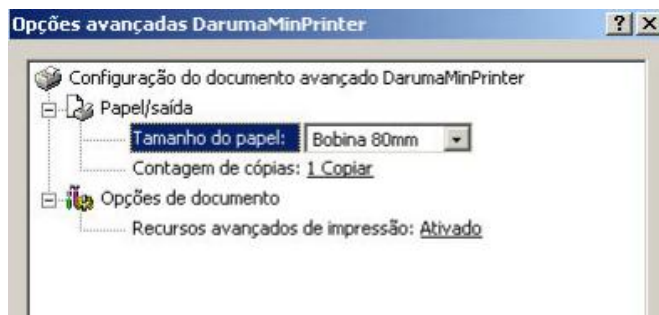 Opções avançadas DarumaMinPrinter
Configuração do documento avançado DarumaMinPrinter
Papel/saída
Tamanho do papel: Bobina 80mm
Contagem de cópias: 1 Copiar
Opções de documento
Recursos avançados de impressão: Ativado